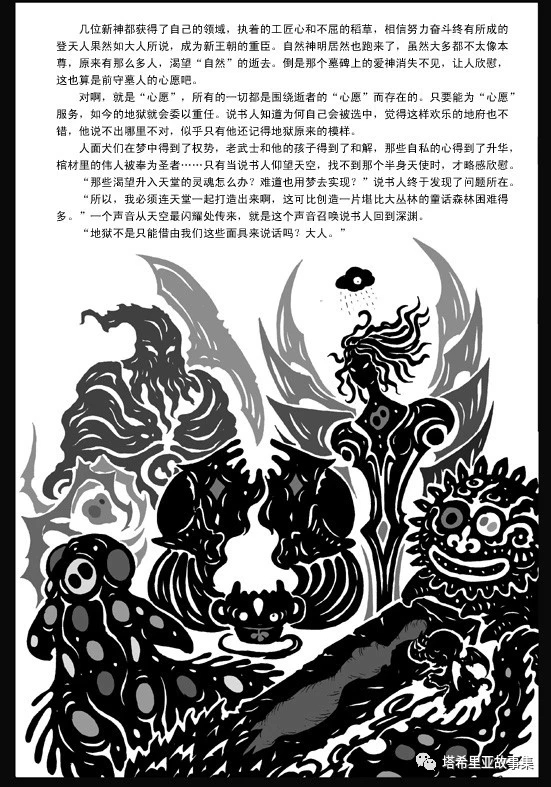 几位新神都获得了自己的领域，执着的工匠心和不屈的稻草，相信努力奋斗终有所成的
登天人果然如大人所说，成为新王朝的重臣。自然神明居然也跑来了，虽然大多都不太像本
尊，原来有那么多人，渴望“自然”的逝去。倒是那个墓碑上的爱神消失不见，让人欣慰，
这也算是前守墓人的心愿吧。
对啊，就是“心愿”，所有的一切都是围绕逝者的“心愿”而存在的。只要能为“心愿”
服务，如今的地狱就会委以重任。说书人知道为何自己会被选中，觉得这样欢乐的地府也不
错，他说不出哪里不对，似乎只有他还记得地狱原来的模样。
人面犬们在梦中得到了权势，老武士和他的孩子得到了和解，那些自私的心得到了升华，
棺材里的伟人被奉为圣者……只有当说书人仰望天空，找不到那个半身天使时，才略感欣慰。
“那些渴望升入天堂的灵魂怎么办？难道也用梦去实现？”说书人终于发现了问题所在。
“所以，我必须连天堂一起打造出来啊，这可比创造一片堪比大丛林的童话森林困难得
多。”一个声音从天空最闪耀处传来，就是这个声音召唤说书人回到深渊。
“地狱不是只能借由我们这些面具来说话吗？大人。”
塔希里亚故事集